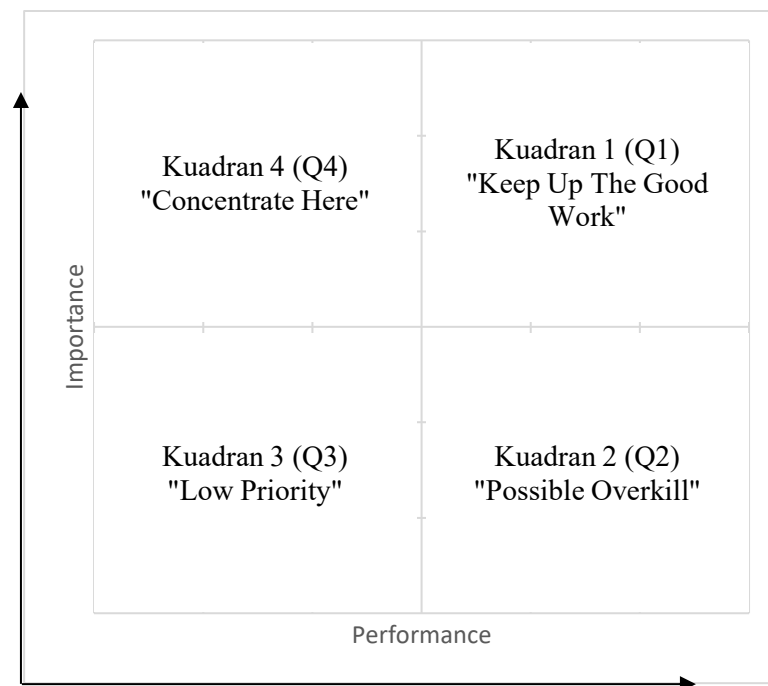 Kuadran 4 (Q4)
"Concentrate Here"
Kuadran 1 (Q1)
"Keep Up The Good
Work"
Importance
Kuadran 3 (Q3)
"Low Priority"
Kuadran 2 (Q2)
"Possible Overkill"
Performance